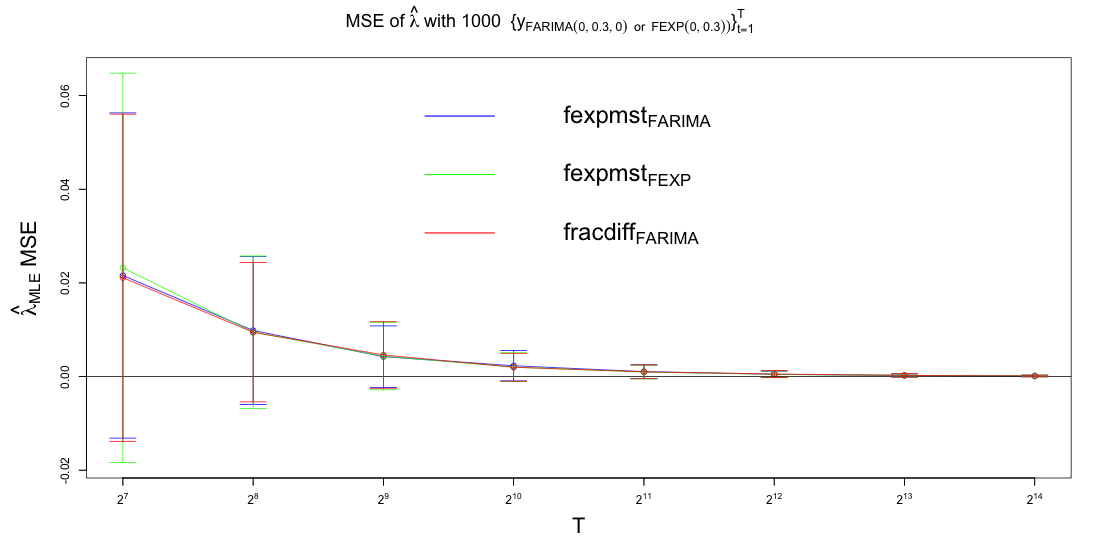 MSE of λ̂ with 1000 {y_FARIMA(0, 0.3, 0) or FEXP(0, 0.3))}_{t=1}^T
fexpmst_FARIMA
fexpmst_FEXP
fracdiff_FARIMA
λ̂_MLE MSE
0.06
0.04
0.02
0.00
-0.02
2^7 2^8 2^9 2^10 2^11 2^12 2^13 2^14
T